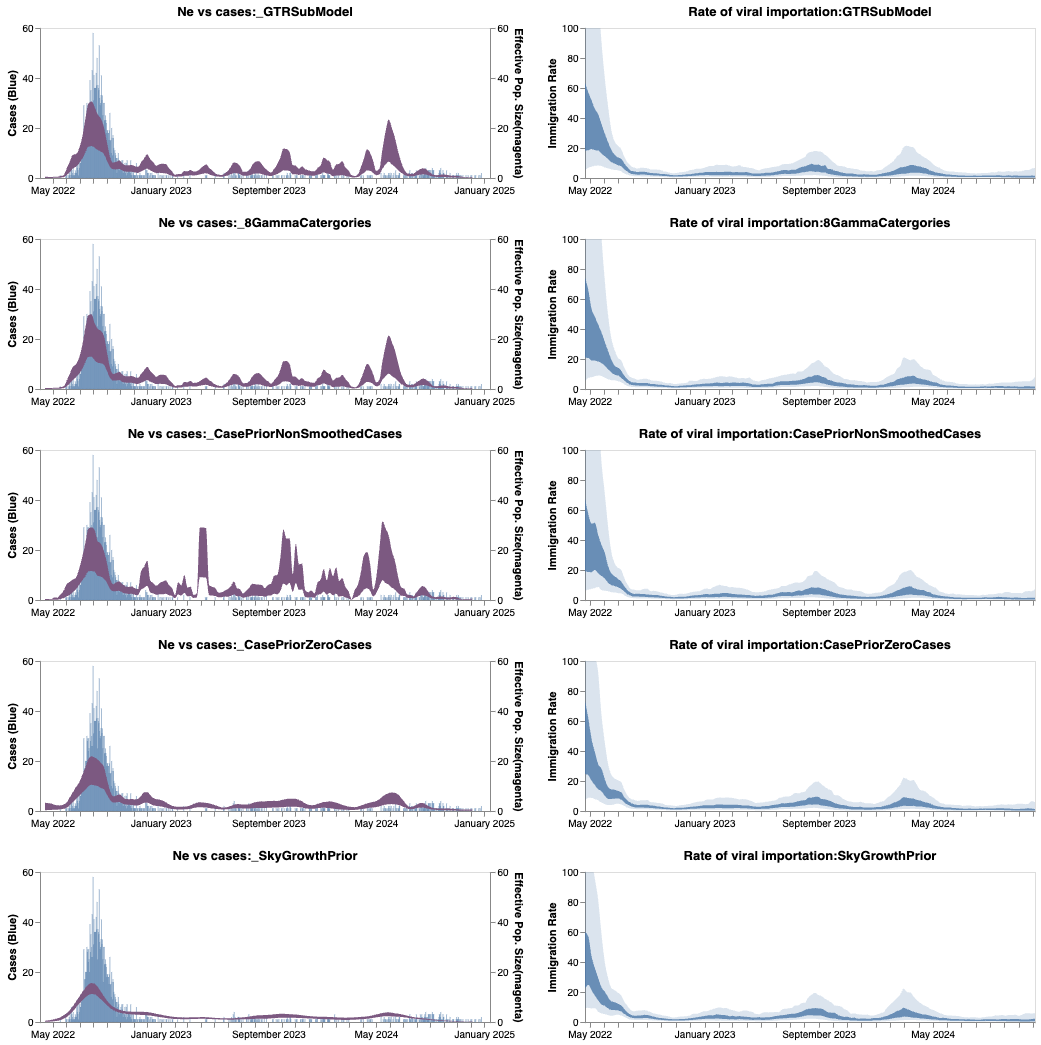 Ne vs cases:_GTRSubModel
Cases (Blue)
60
40
20
0
60
40
20
0
Effective Pop. Size(magenta)
May 2022
January 2023
September 2023
May 2024
January 2025
Rate of viral importation:GTRSubModel
Immigration Rate
100
80
60
40
20
0
May 2022
January 2023
September 2023
May 2024
Ne vs cases:_8GammaCatergories
Cases (Blue)
60
40
20
0
60
40
20
0
Effective Pop. Size(magenta)
May 2022
January 2023
September 2023
May 2024
January 2025
Rate of viral importation:8GammaCatergories
Immigration Rate
100
80
60
40
20
0
May 2022
January 2023
September 2023
May 2024
Ne vs cases:_CasePriorNonSmoothedCases
Cases (Blue)
60
40
20
0
60
40
20
0
Effective Pop. Size(magenta)
May 2022
January 2023
September 2023
May 2024
January 2025
Rate of viral importation:CasePriorNonSmoothedCases
Immigration Rate
100
80
60
40
20
0
May 2022
January 2023
September 2023
May 2024
Ne vs cases:_CasePriorZeroCases
Cases (Blue)
60
40
20
0
60
40
20
0
Effective Pop. Size(magenta)
May 2022
January 2023
September 2023
May 2024
January 2025
Rate of viral importation:CasePriorZeroCases
Immigration Rate
100
80
60
40
20
0
May 2022
January 2023
September 2023
May 2024
Ne vs cases:_SkyGrowthPrior
Cases (Blue)
60
40
20
0
60
40
20
0
Effective Pop. Size(magenta)
May 2022
January 2023
September 2023
May 2024
January 2025
Rate of viral importation:SkyGrowthPrior
Immigration Rate
100
80
60
40
20
0
May 2022
January 2023
September 2023
May 2024